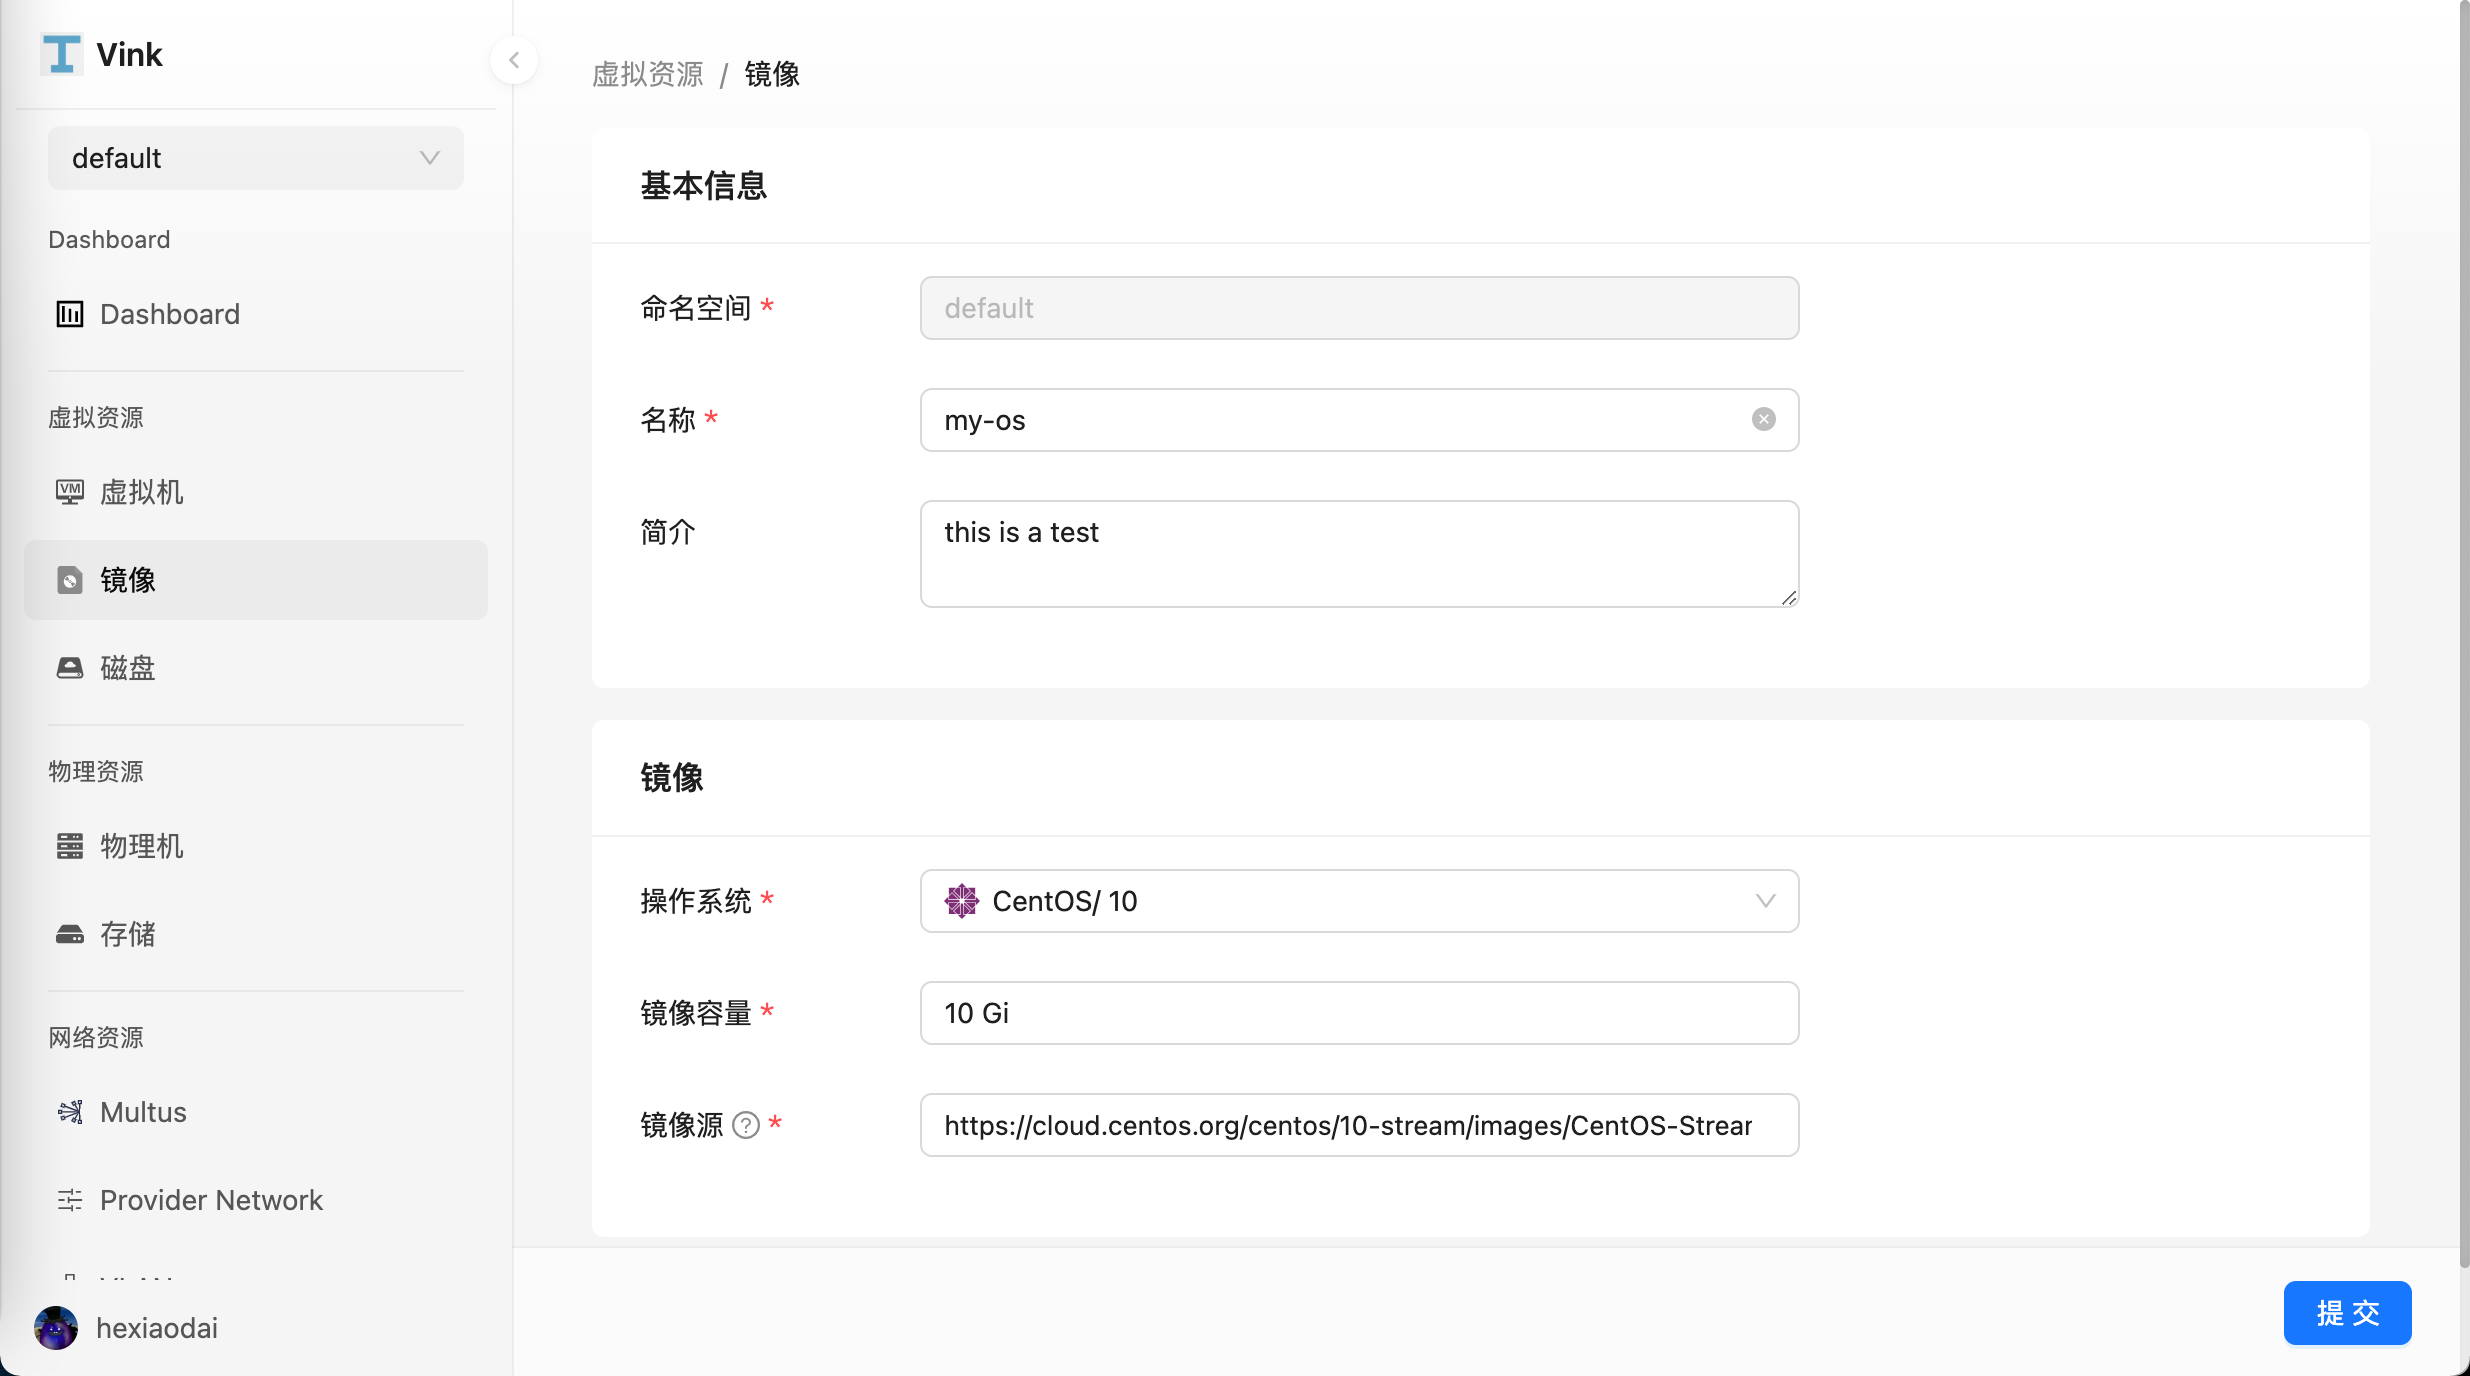 Vink
default
Dashboard
Dashboard
虚拟资源
VM 虚拟机
镜像
磁盘
物理资源
物理机
存储
网络资源
Multus
Provider Network
hexiaodai
虚拟资源 / 镜像
基本信息
命名空间 * default
名称 * my-os
简介 this is a test
镜像
操作系统 * CentOS/ 10
镜像容量 * 10 Gi
镜像源 ? * https://cloud.centos.org/centos/10-stream/images/CentOS-Strear
提 交